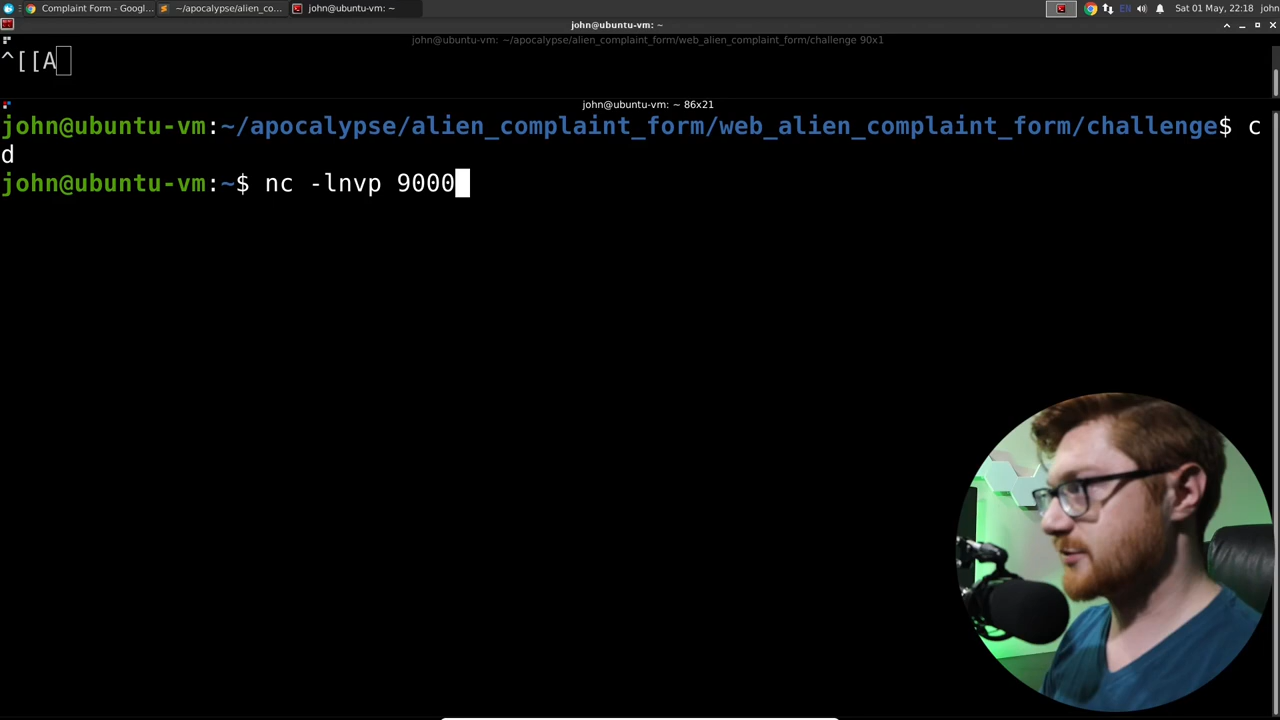 Complaint Form - Googl...
~/apocalypse/alien_co...
john@ubuntu-vm: ~
EN
Sat 01 May, 22:18
john
john@ubuntu-vm: ~
john@ubuntu-vm: ~/apocalypse/alien_complaint_form/web_alien_complaint_form/challenge 90x1
^[[A
john@ubuntu-vm: ~ 86x21
john@ubuntu-vm:~/apocalypse/alien_complaint_form/web_alien_complaint_form/challenge$ c
d
john@ubuntu-vm:~$ nc -lnvp 9000